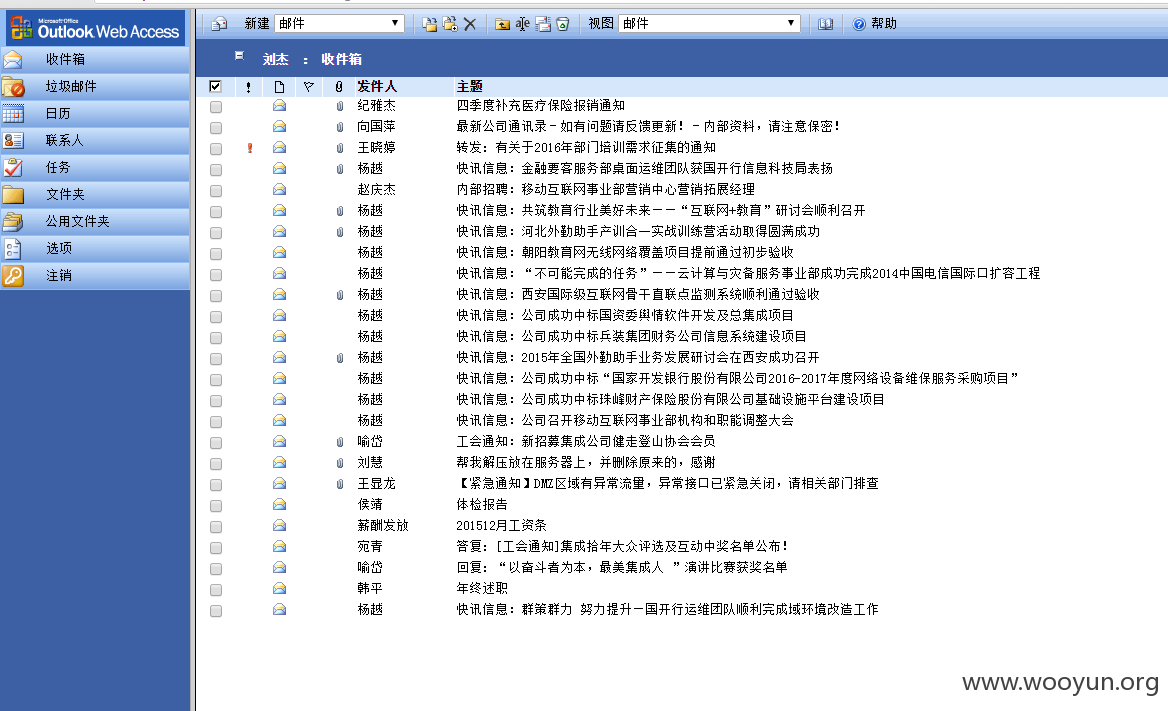 Microsoft Office
Outlook Web Access
新建 邮件 视图 邮件 帮助
收件箱
垃圾邮件
日历
联系人
任务
文件夹
公用文件夹
选项
注销
刘杰 : 收件箱
发件人 主题
纪雅杰 四季度补充医疗保险报销通知
向国萍 最新公司通讯录-如有问题请反馈更新！-内部资料，请注意保密！
王晓婷 转发：有关于2016年部门培训需求征集的通知
杨越 快讯信息：金融要客服务部桌面运维团队获国开行信息科技局表扬
赵庆杰 内部招聘：移动互联网事业部营销中心营销拓展经理
杨越 快讯信息：共筑教育行业美好未来——“互联网+教育”研讨会顺利召开
杨越 快讯信息：河北外勤助手产训合一实战训练营活动取得圆满成功
杨越 快讯信息：朝阳教育网无线网络覆盖项目提前通过初步验收
杨越 快讯信息：“不可能完成的任务”——云计算与灾备服务事业部成功完成2014中国电信国际口扩容工程
杨越 快讯信息：西安国际级互联网骨干直联点监测系统顺利通过验收
杨越 快讯信息：公司成功中标国资委舆情软件开发及总集成项目
杨越 快讯信息：公司成功中标兵装集团财务公司信息系统建设项目
杨越 快讯信息：2015年全国外勤助手业务发展研讨会在西安成功召开
杨越 快讯信息：公司成功中标“国家开发银行股份有限公司2016-2017年度网络设备维保服务采购项目”
杨越 快讯信息：公司成功中标珠峰财产保险股份有限公司基础设施平台建设项目
杨越 快讯信息：公司召开移动互联网事业部机构和职能调整大会
喻岱 工会通知：新招募集成公司健走登山协会会员
刘慧 帮我解压放在服务器上，并删除原来的，感谢
王显龙 【紧急通知】DMZ区域有异常流量，异常接口已紧急关闭，请相关部门排查
侯靖 体检报告
薪酬发放 201512月工资条
宛青 答复：[工会通知]集成拾年大众评选及互动中奖名单公布！
喻岱 回复：“以奋斗者为本，最美集成人 ”演讲比赛获奖名单
韩平 年终述职
杨越 快讯信息：群策群力 努力提升—国开行运维团队顺利完成域环境改造工作
www.wooyun.org